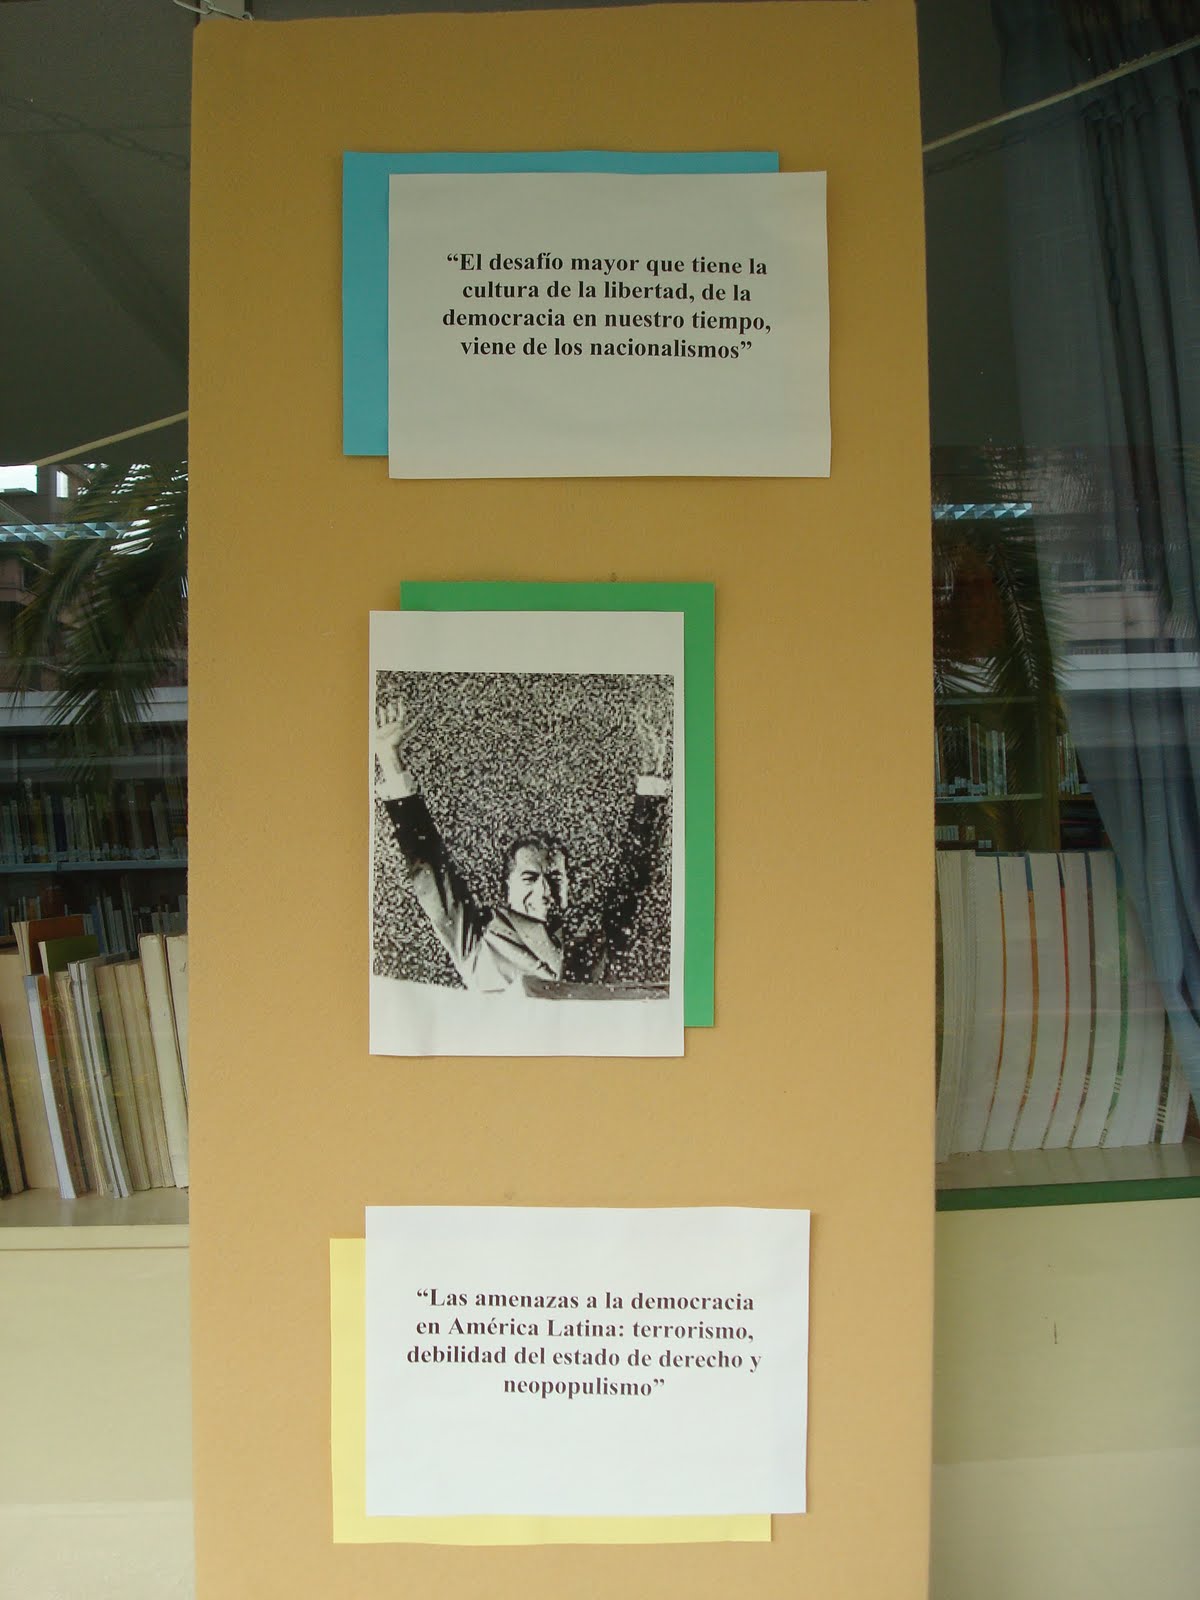 “El desafío mayor que tiene la
cultura de la libertad, de la
democracia en nuestro tiempo,
viene de los nacionalismos”
“Las amenazas a la democracia
en América Latina: terrorismo,
debilidad del estado de derecho y
neopopulismo”